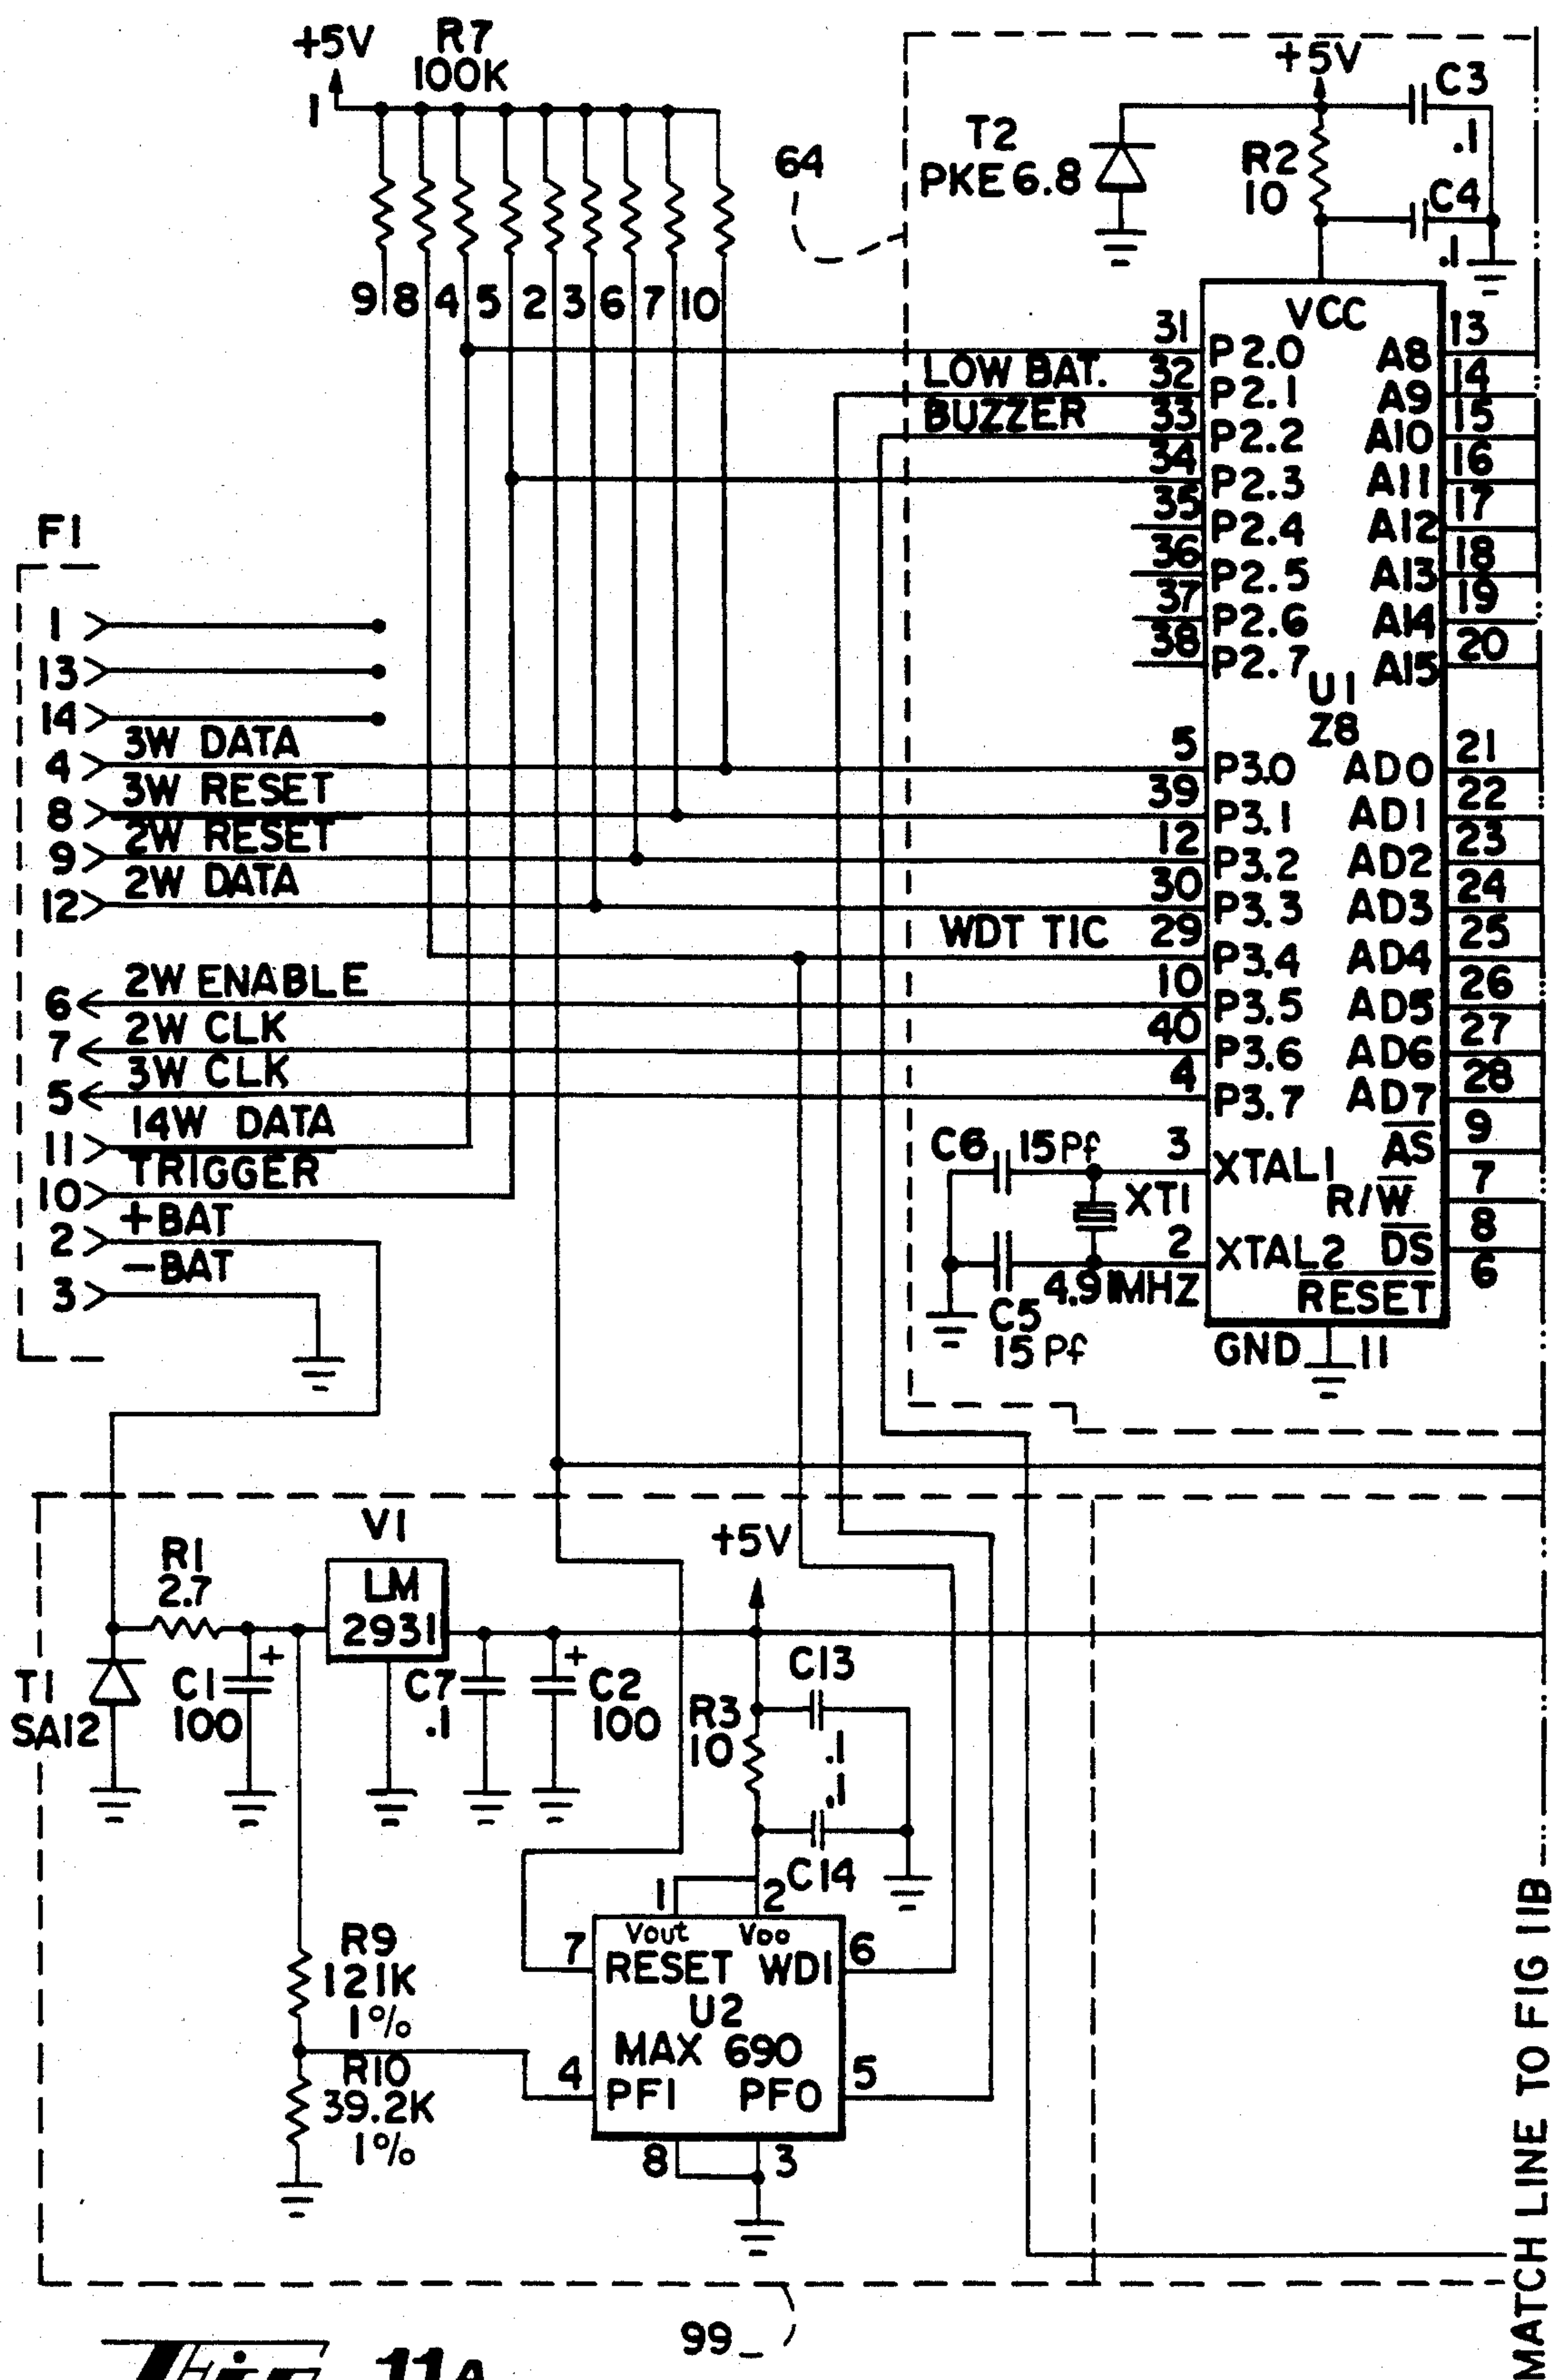 +5V
R7
100K
1
9 8 4 5 2 3 6 7 10
64
+5V
C3
.1
T2
PKE 6.8
R2
10
C4
.1
VCC
31 P2.0 A8 13
LOW BAT. 32 P2.1 A9 14
BUZZER 33 P2.2 A10 15
34 P2.3 A11 16
35 P2.4 A12 17
36 P2.5 A13 18
37 P2.6 A14 19
38 P2.7 A15 20
U1
Z8
F1
1
13
14
4 3W DATA 5 P3.0 AD0 21
8 3W RESET 39 P3.1 AD1 22
9 2W RESET 12 P3.2 AD2 23
12 2W DATA 30 P3.3 AD3 24
WDT TIC 29 P3.4 AD4 25
6 2W ENABLE 10 P3.5 AD5 26
7 2W CLK 40 P3.6 AD6 27
5 3W CLK 4 P3.7 AD7 28
11 14W DATA
10 TRIGGER
2 +BAT
3 -BAT
C6 15Pf 3 XTAL1 AS 9
XT1 R/W 7
2 XTAL2 DS 8
4.91MHZ RESET 6
C5
15Pf
GND 11
V1
LM
2931
+5V
R1
2.7
T1
SA12
C1 +
100
C7
.1
+ C2
100
R3
10
C13
.1
.1
C14
1 2
Vout VDD
7 RESET WDI 6
U2
MAX 690
4 PFI PFO 5
8 3
R9
121K
1%
R10
39.2K
1%
99
MATCH LINE TO FIG 11B
Fig 11A